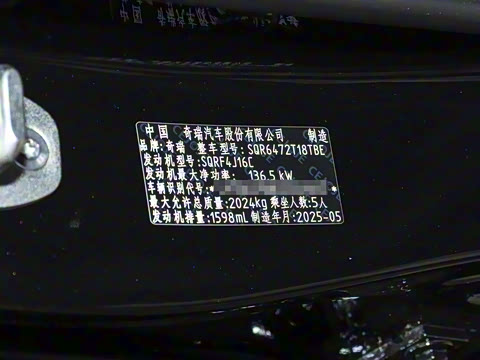 中国 奇瑞汽车股份有限公司 制造
品牌:奇瑞 整车型号:SQR6472T18TBE
发动机型号:SQRF4J16C
发动机最大净功率: 136.5 kW
车辆识别代号:*
最大允许总质量:2024kg 乘坐人数:5人
发动机排量:1598mL 制造年月:2025-05